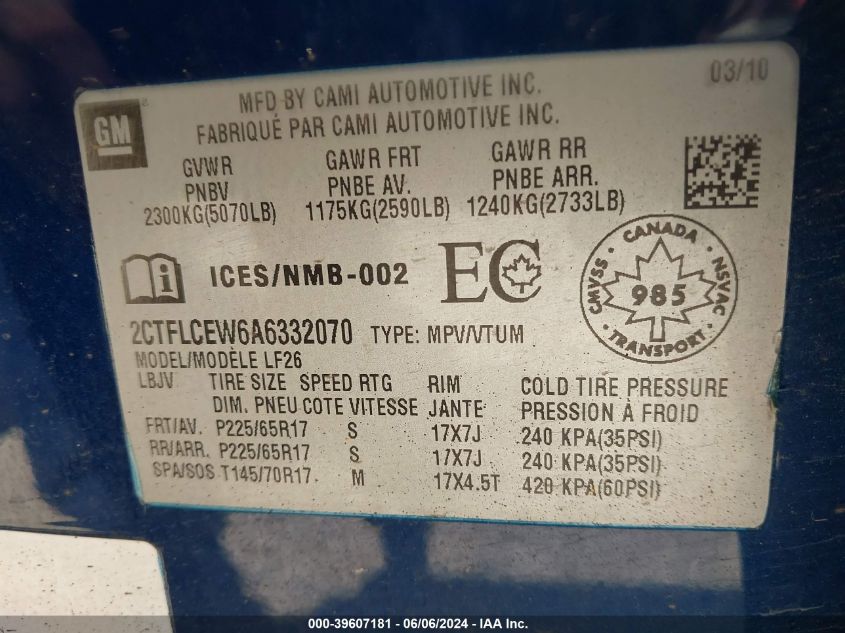 03/10
GM
MFD BY CAMI AUTOMOTIVE INC.
FABRIQUÉ PAR CAMI AUTOMOTIVE INC.
GVWR GAWR FRT GAWR RR
PNBV PNBE AV. PNBE ARR.
2300KG(5070LB) 1175KG(2590LB) 1240KG(2733LB)
i ICES/NMB-002 EC
CANADA
CMVSS 985 NSVAC
TRANSPORT
2CTFLCEW6A6332070 TYPE: MPV/VTUM
MODEL/MODÈLE LF26
LBJV TIRE SIZE SPEED RTG RIM COLD TIRE PRESSURE
DIM. PNEU COTE VITESSE JANTE PRESSION À FROID
FRT/AV. P225/65R17 S 17X7J 240 KPA(35PSI)
RR/ARR. P225/65R17 S 17X7J 240 KPA(35PSI)
SPA/SOS T145/70R17 M 17X4.5T 420 KPA(60PSI)
000-39607181 - 06/06/2024 - IAA Inc.